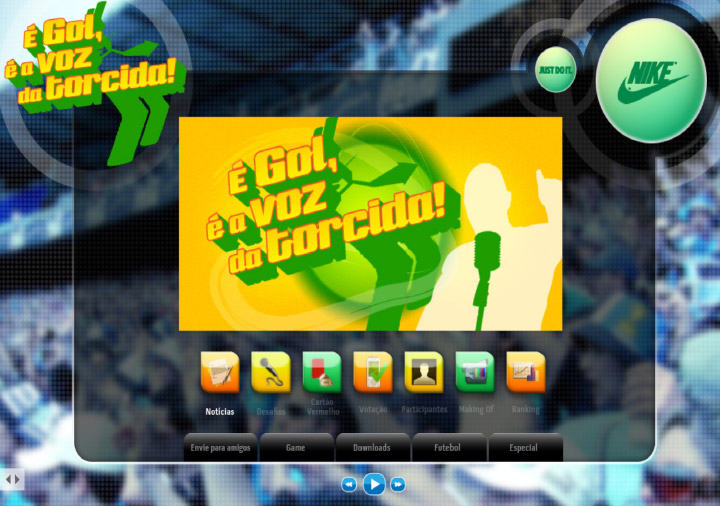 É Gol,
é a voz
da torcida!
JUST DO IT.
NIKE
É Gol,
é a voz
da torcida!
Notícias
Desafios
Cartão
Vermelho
Votação
Participantes
Making Of
Ranking
Envie para amigos
Game
Downloads
Futebol
Especial